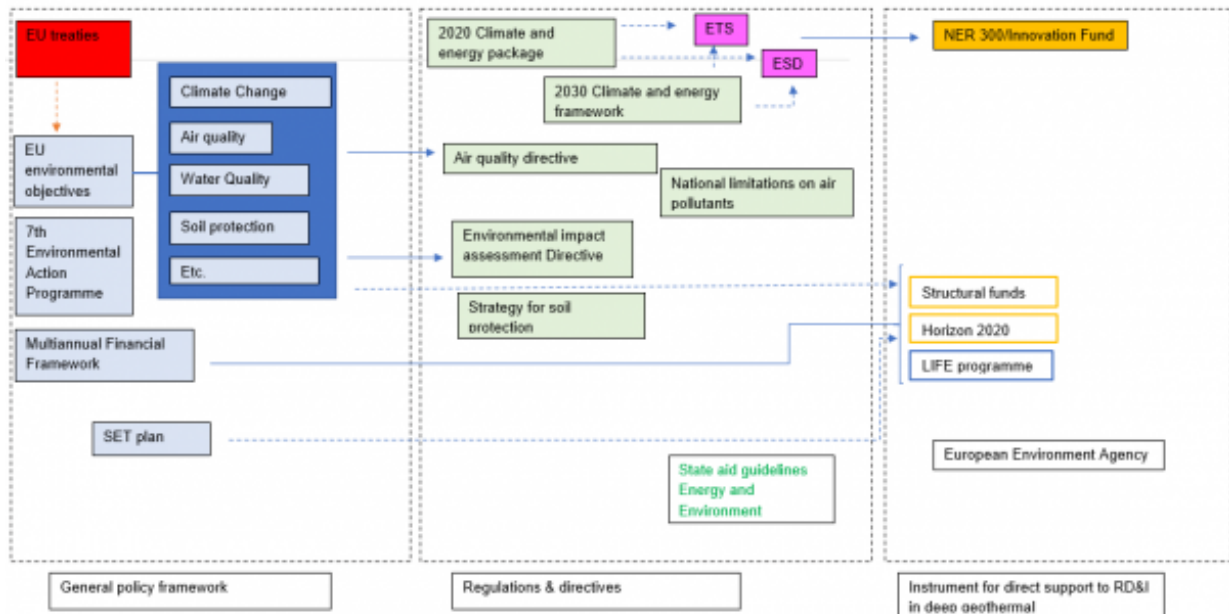 EU treaties
Climate Change
Air quality
Water Quality
Soil protection
Etc.
EU
environmental
objectives
7th
Environmental
Action
Programme
Multiannual Financial
Framework
SET plan
General policy framework
2020 Climate and
energy package
ETS
ESD
2030 Climate and energy
framework
Air quality directive
National limitations on air
pollutants
Environmental impact
assessment Directive
Strategy for soil
protection
State aid guidelines
Energy and
Environment
Regulations & directives
NER 300/Innovation Fund
Structural funds
Horizon 2020
LIFE programme
European Environment Agency
Instrument for direct support to RD&I
in deep geothermal